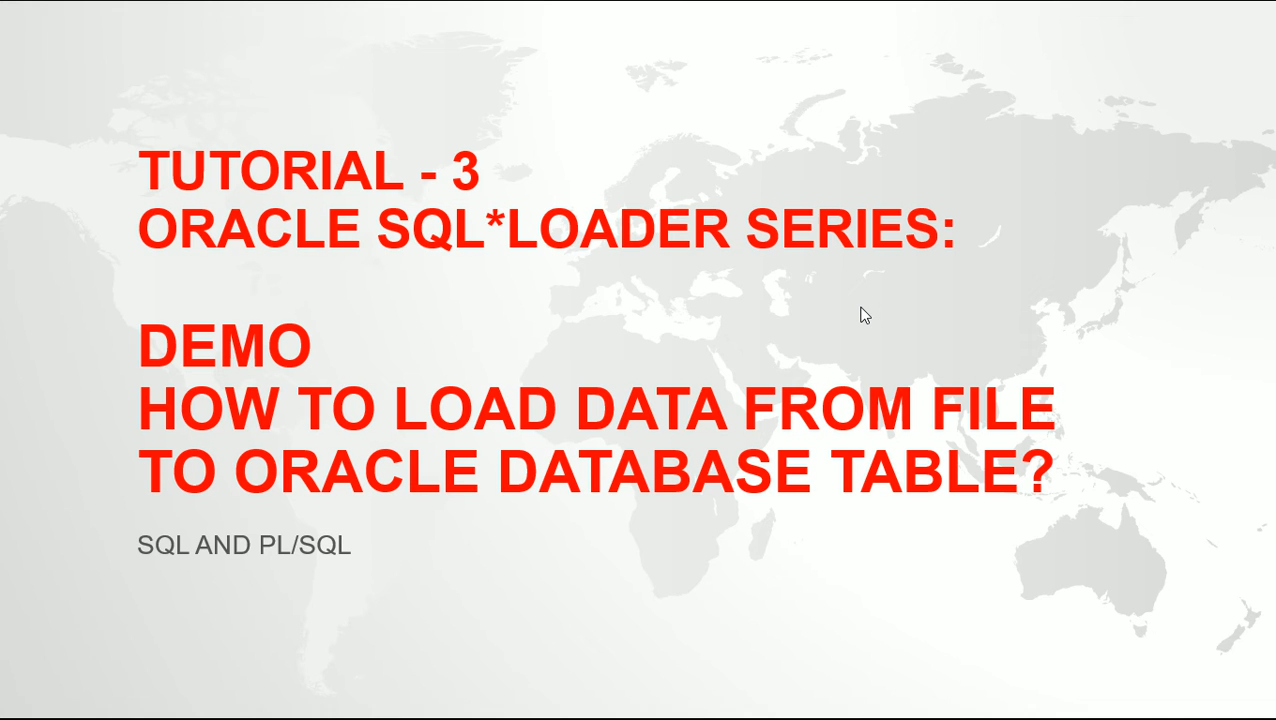 TUTORIAL - 3
ORACLE SQL*LOADER SERIES:
DEMO
HOW TO LOAD DATA FROM FILE
TO ORACLE DATABASE TABLE?
SQL AND PL/SQL